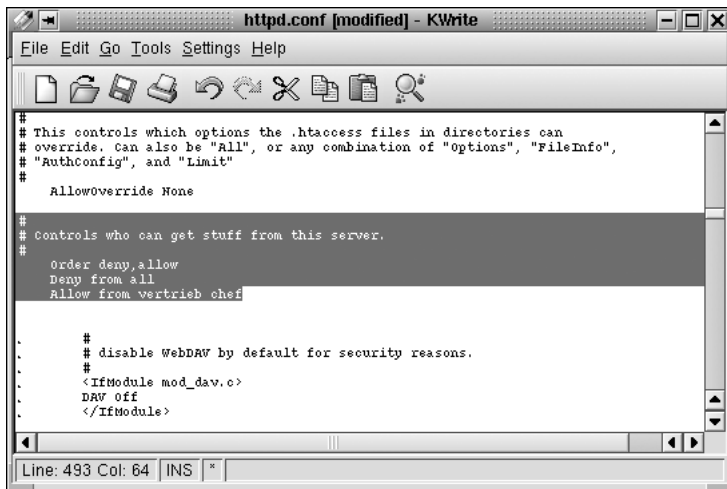 httpd.conf [modified] - KWrite
File Edit Go Tools Settings Help
#
# This controls which options the .htaccess files in directories can
# override. Can also be "All", or any combination of "Options", "FileInfo",
# "AuthConfig", and "Limit"
#
AllowOverride None
#
# Controls who can get stuff from this server.
#
Order deny,allow
Deny from all
Allow from vertrieb chef
#
# disable WebDAV by default for security reasons.
#
<IfModule mod_dav.c>
DAV Off
</IfModule>
Line: 493 Col: 64 INS *